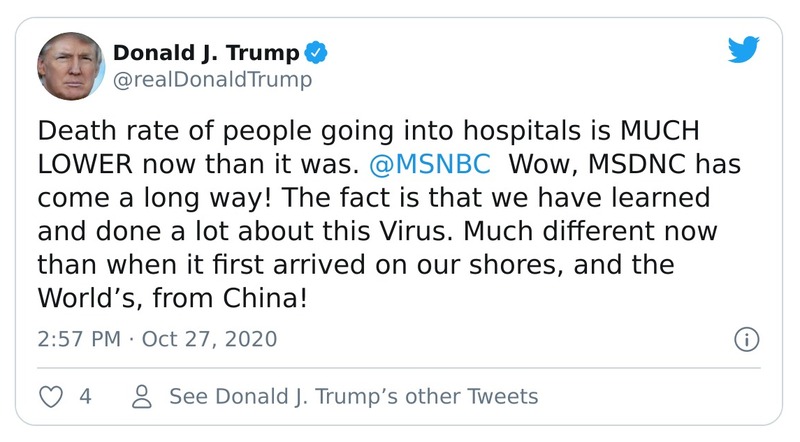 Donald J. Trump
@realDonaldTrump
Death rate of people going into hospitals is MUCH
LOWER now than it was. @MSNBC  Wow, MSDNC has
come a long way! The fact is that we have learned
and done a lot about this Virus. Much different now
than when it first arrived on our shores, and the
World’s, from China!
2:57 PM · Oct 27, 2020
4 See Donald J. Trump’s other Tweets